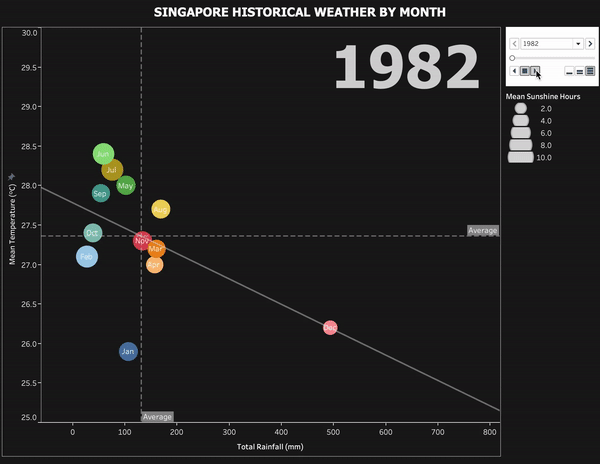 SINGAPORE HISTORICAL WEATHER BY MONTH
1982
1982
Mean Sunshine Hours
2.0
4.0
6.0
8.0
10.0
Mean Temperature (°C)
30.0
29.5
29.0
28.5
28.0
27.5
27.0
26.5
26.0
25.5
25.0
Jun
Jul
May
Sep
Aug
Oct
Nov
Mar
Feb
Apr
Dec
Jan
Average
Average
0 100 200 300 400 500 600 700 800
Total Rainfall (mm)